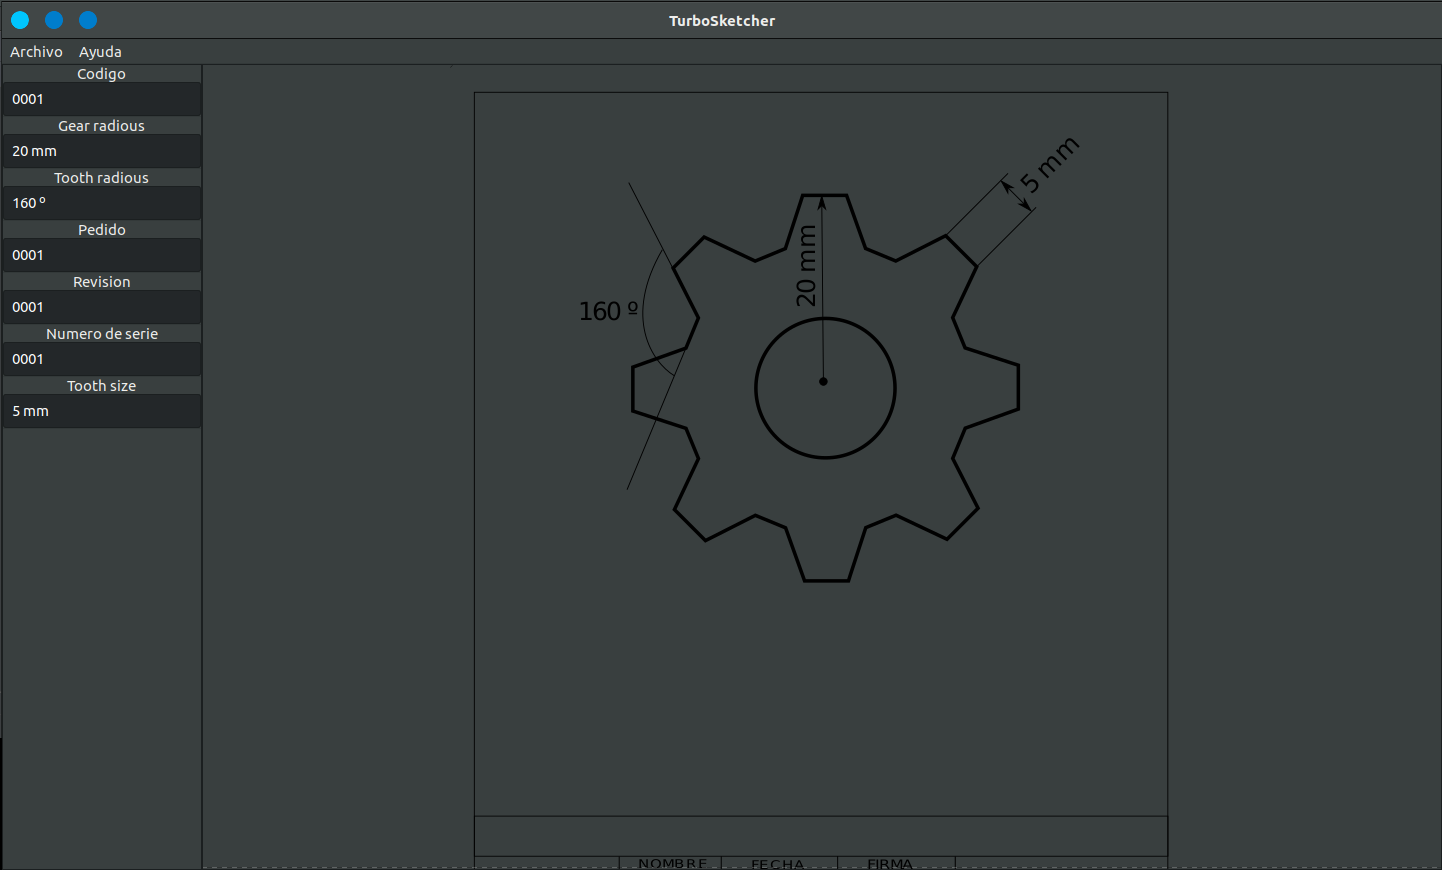 TurboSketcher
Archivo Ayuda
Codigo
0001
Gear radious
20 mm
Tooth radious
160 º
Pedido
0001
Revision
0001
Numero de serie
0001
Tooth size
5 mm
5 mm
20 mm
160 º
NOMBRE FECHA FIRMA